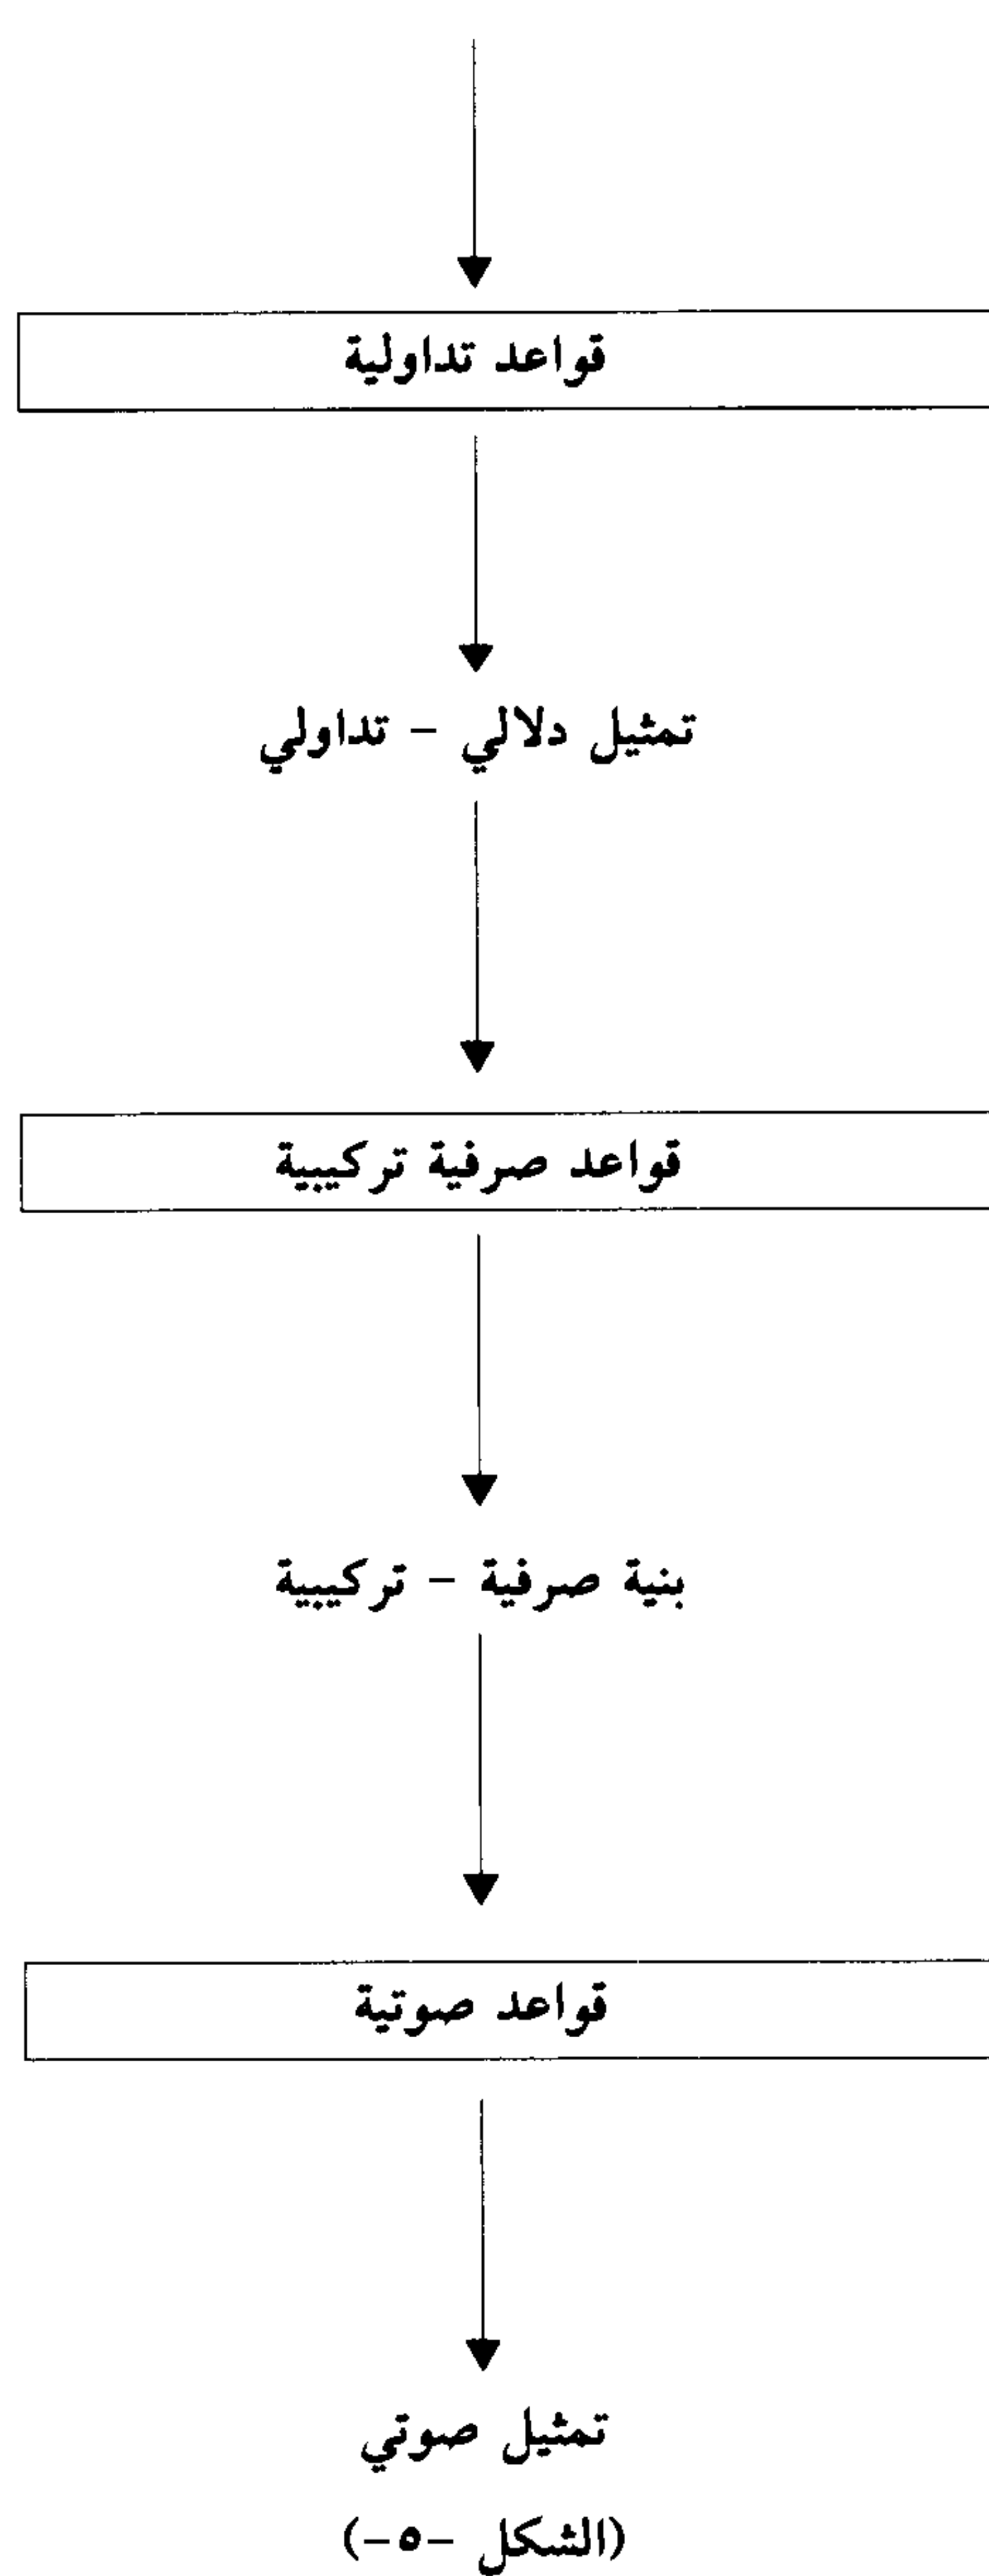 قواعد تداولية
تمثيل دلالي - تداولي
قواعد صرفية تركيبية
بنية صرفية - تركيبية
قواعد صوتية
تمثيل صوتي
(الشكل -٥-)